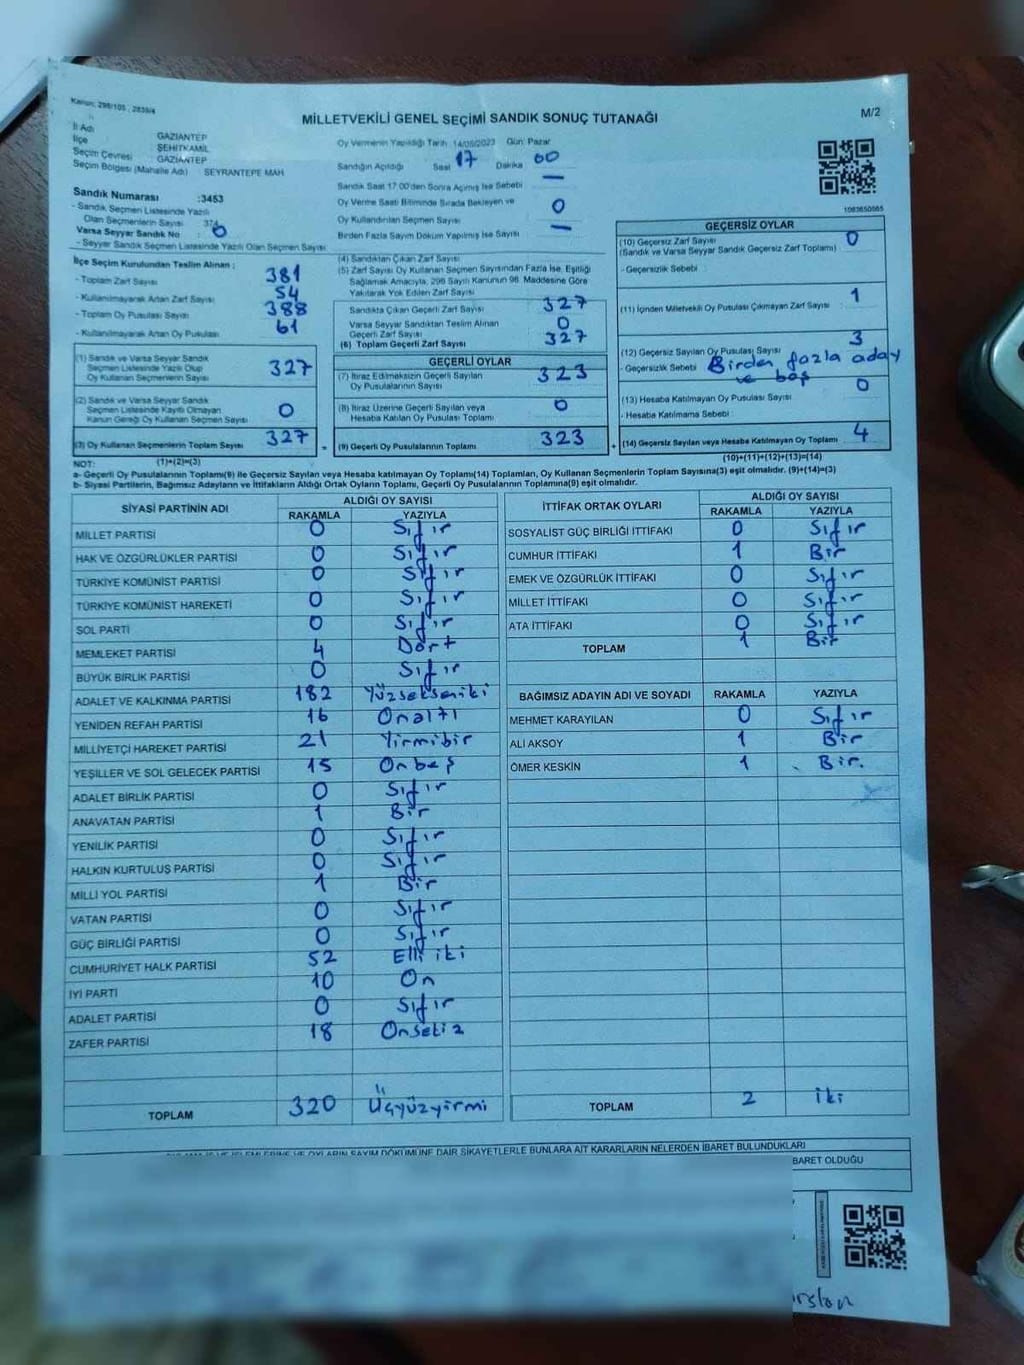 Kanun: 298/105 , 2839/4
MİLLETVEKİLİ GENEL SEÇİMİ SANDIK SONUÇ TUTANAĞI
M/2
İl Adı GAZİANTEP
İlçe ŞEHİTKAMİL
Seçim Çevresi GAZİANTEP
Seçim Bölgesi (Mahalle Adı) SEYRANTEPE MAH
Oy Vermenin Yapıldığı Tarih 14/05/2023 Gün: Pazar
Sandığın Açıldığı Saat 17 Dakika 00
Sandık Saat 17:00'den Sonra Açılmış İse Sebebi —
Oy Verme Saati Bitiminde Sırada Bekleyen ve
Oy Kullandırılan Seçmen Sayısı 0
Birden Fazla Sayım Döküm Yapılmış İse Sayısı —
Sandık Numarası :3453
- Sandık Seçmen Listesinde Yazılı
Olan Seçmenlerin Sayısı 374
Varsa Seyyar Sandık No : 0
- Seyyar Sandık Seçmen Listesinde Yazılı Olan Seçmen Sayısı
İlçe Seçim Kurulundan Teslim Alınan :
- Toplam Zarf Sayısı 381
- Kullanılmayarak Artan Zarf Sayısı 54
- Toplam Oy Pusulası Sayısı 388
- Kullanılmayarak Artan Oy Pusulası 61
(1) Sandık ve Varsa Seyyar Sandık
Seçmen Listesinde Yazılı Olup
Oy Kullanan Seçmenlerin Sayısı 327
(2) Sandık ve Varsa Seyyar Sandık
Seçmen Listesinde Kayıtlı Olmayan
Kanun Gereği Oy Kullanan Seçmen Sayısı 0
(3) Oy Kullanan Seçmenlerin Toplam Sayısı 327
(1)+(2)=(3)
(4) Sandıktan Çıkan Zarf Sayısı
(5) Zarf Sayısı Oy Kullanan Seçmen Sayısından Fazla İse, Eşitliği
Sağlamak Amacıyla, 298 Sayılı Kanunun 98. Maddesine Göre
Yakılarak Yok Edilen Zarf Sayısı
Sandıkta Çıkan Geçerli Zarf Sayısı 327
Varsa Seyyar Sandıktan Teslim Alınan
Geçerli Zarf Sayısı 0
(6) Toplam Geçerli Zarf Sayısı 327
GEÇERLİ OYLAR
(7) İtiraz Edilmeksizin Geçerli Sayılan
Oy Pusulalarının Sayısı 323
(8) İtiraz Üzerine Geçerli Sayılan veya
Hesaba Katılan Oy Pusulası Toplamı 0
= (9) Geçerli Oy Pusulalarının Toplamı 323 +
GEÇERSİZ OYLAR
(10) Geçersiz Zarf Sayısı 0
(Sandık ve Varsa Seyyar Sandık Geçersiz Zarf Toplamı)
- Geçersizlik Sebebi :
(11) İçinden Milletvekili Oy Pusulası Çıkmayan Zarf Sayısı 1
(12) Geçersiz Sayılan Oy Pusulası Sayısı 3
- Geçersizlik Sebebi Birden fazla aday
ve boş
(13) Hesaba Katılmayan Oy Pusulası Sayısı 0
- Hesaba Katılmama Sebebi :
(14) Geçersiz Sayılan veya Hesaba Katılmayan Oy Toplamı 4
(10)+(11)+(12)+(13)=(14)
NOT:
a- Geçerli Oy Pusulalarının Toplamı(9) ile Geçersiz Sayılan veya Hesaba katılmayan Oy Toplamı(14) Toplamları, Oy Kullanan Seçmenlerin Toplam Sayısına(3) eşit olmalıdır. (9)+(14)=(3)
b- Siyasi Partilerin, Bağımsız Adayların ve İttifakların Aldığı Ortak Oyların Toplamı, Geçerli Oy Pusulalarının Toplamına(9) eşit olmalıdır.
SİYASİ PARTİNİN ADI ALDIĞI OY SAYISI
RAKAMLA YAZIYLA
MİLLET PARTİSİ 0 Sıfır
HAK VE ÖZGÜRLÜKLER PARTİSİ 0 Sıfır
TÜRKİYE KOMÜNİST PARTİSİ 0 Sıfır
TÜRKİYE KOMÜNİST HAREKETİ 0 Sıfır
SOL PARTİ 0 Sıfır
MEMLEKET PARTİSİ 4 Dört
BÜYÜK BİRLİK PARTİSİ 0 Sıfır
ADALET VE KALKINMA PARTİSİ 182 Yüzsekseniki
YENİDEN REFAH PARTİSİ 16 Onaltı
MİLLİYETÇİ HAREKET PARTİSİ 21 Yirmibir
YEŞİLLER VE SOL GELECEK PARTİSİ 15 Onbeş
ADALET BİRLİK PARTİSİ 0 Sıfır
ANAVATAN PARTİSİ 1 Bir
YENİLİK PARTİSİ 0 Sıfır
HALKIN KURTULUŞ PARTİSİ 0 Sıfır
MİLLİ YOL PARTİSİ 1 Bir
VATAN PARTİSİ 0 Sıfır
GÜÇ BİRLİĞİ PARTİSİ 0 Sıfır
CUMHURİYET HALK PARTİSİ 52 Elli iki
İYİ PARTİ 10 On
ADALET PARTİSİ 0 Sıfır
ZAFER PARTİSİ 18 Onsekiz
TOPLAM 320 Üçyüzyirmi
İTTİFAK ORTAK OYLARI ALDIĞI OY SAYISI
RAKAMLA YAZIYLA
SOSYALİST GÜÇ BİRLİĞİ İTTİFAKI 0 Sıfır
CUMHUR İTTİFAKI 1 Bir
EMEK VE ÖZGÜRLÜK İTTİFAKI 0 Sıfır
MİLLET İTTİFAKI 0 Sıfır
ATA İTTİFAKI 0 Sıfır
TOPLAM 1 Bir
BAĞIMSIZ ADAYIN ADI VE SOYADI RAKAMLA YAZIYLA
MEHMET KARAYILAN 0 Sıfır
ALİ AKSOY 1 Bir
ÖMER KESKİN 1 Bir.
TOPLAM 2 İki
OYLARIN SAYIM DÖKÜMÜNE DAİR ŞİKAYETLERLE BUNLARA AİT KARARLARIN NELERDEN İBARET BULUNDUKLARI
BARET OLDUĞU